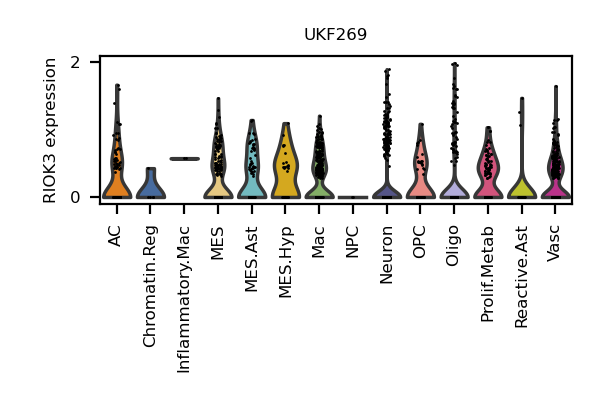 UKF269
RIOK3 expression
2
0
AC
Chromatin.Reg
Inflammatory.Mac
MES
MES.Ast
MES.Hyp
Mac
NPC
Neuron
OPC
Oligo
Prolif.Metab
Reactive.Ast
Vasc